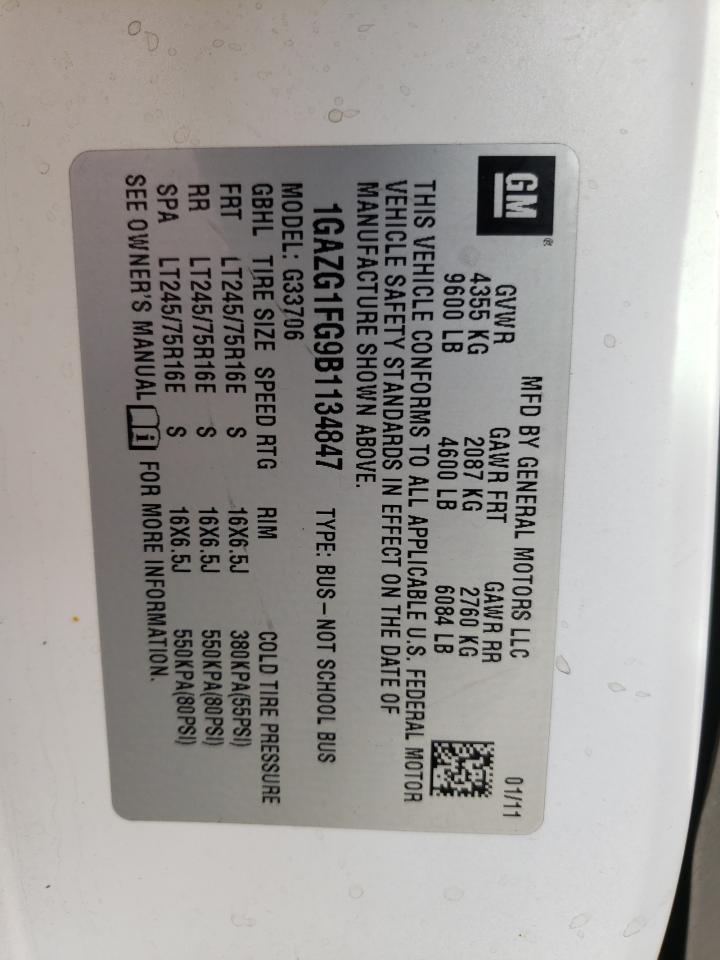 GM®
MFD BY GENERAL MOTORS LLC 01/11
GVWR GAWR FRT GAWR RR
4355 KG 2087 KG 2760 KG
9600 LB 4600 LB 6084 LB
THIS VEHICLE CONFORMS TO ALL APPLICABLE U.S. FEDERAL MOTOR
VEHICLE SAFETY STANDARDS IN EFFECT ON THE DATE OF
MANUFACTURE SHOWN ABOVE.
1GAZG1FG9B1134847 TYPE: BUS-NOT SCHOOL BUS
MODEL: G33706
GBHL TIRE SIZE SPEED RTG RIM COLD TIRE PRESSURE
FRT LT245/75R16E S 16X6.5J 380KPA(55PSI)
RR LT245/75R16E S 16X6.5J 550KPA(80PSI)
SPA LT245/75R16E S 16X6.5J 550KPA(80PSI)
SEE OWNER'S MANUAL i FOR MORE INFORMATION.